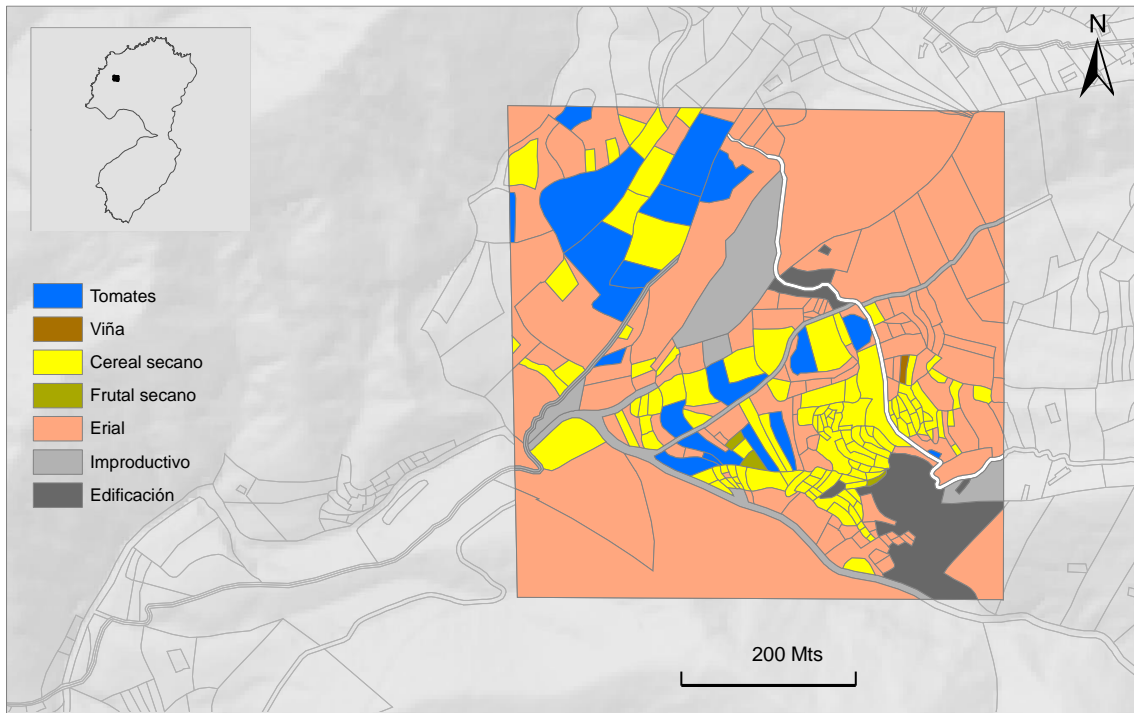 N
Tomates
Viña
Cereal secano
Frutal secano
Erial
Improductivo
Edificación
200 Mts